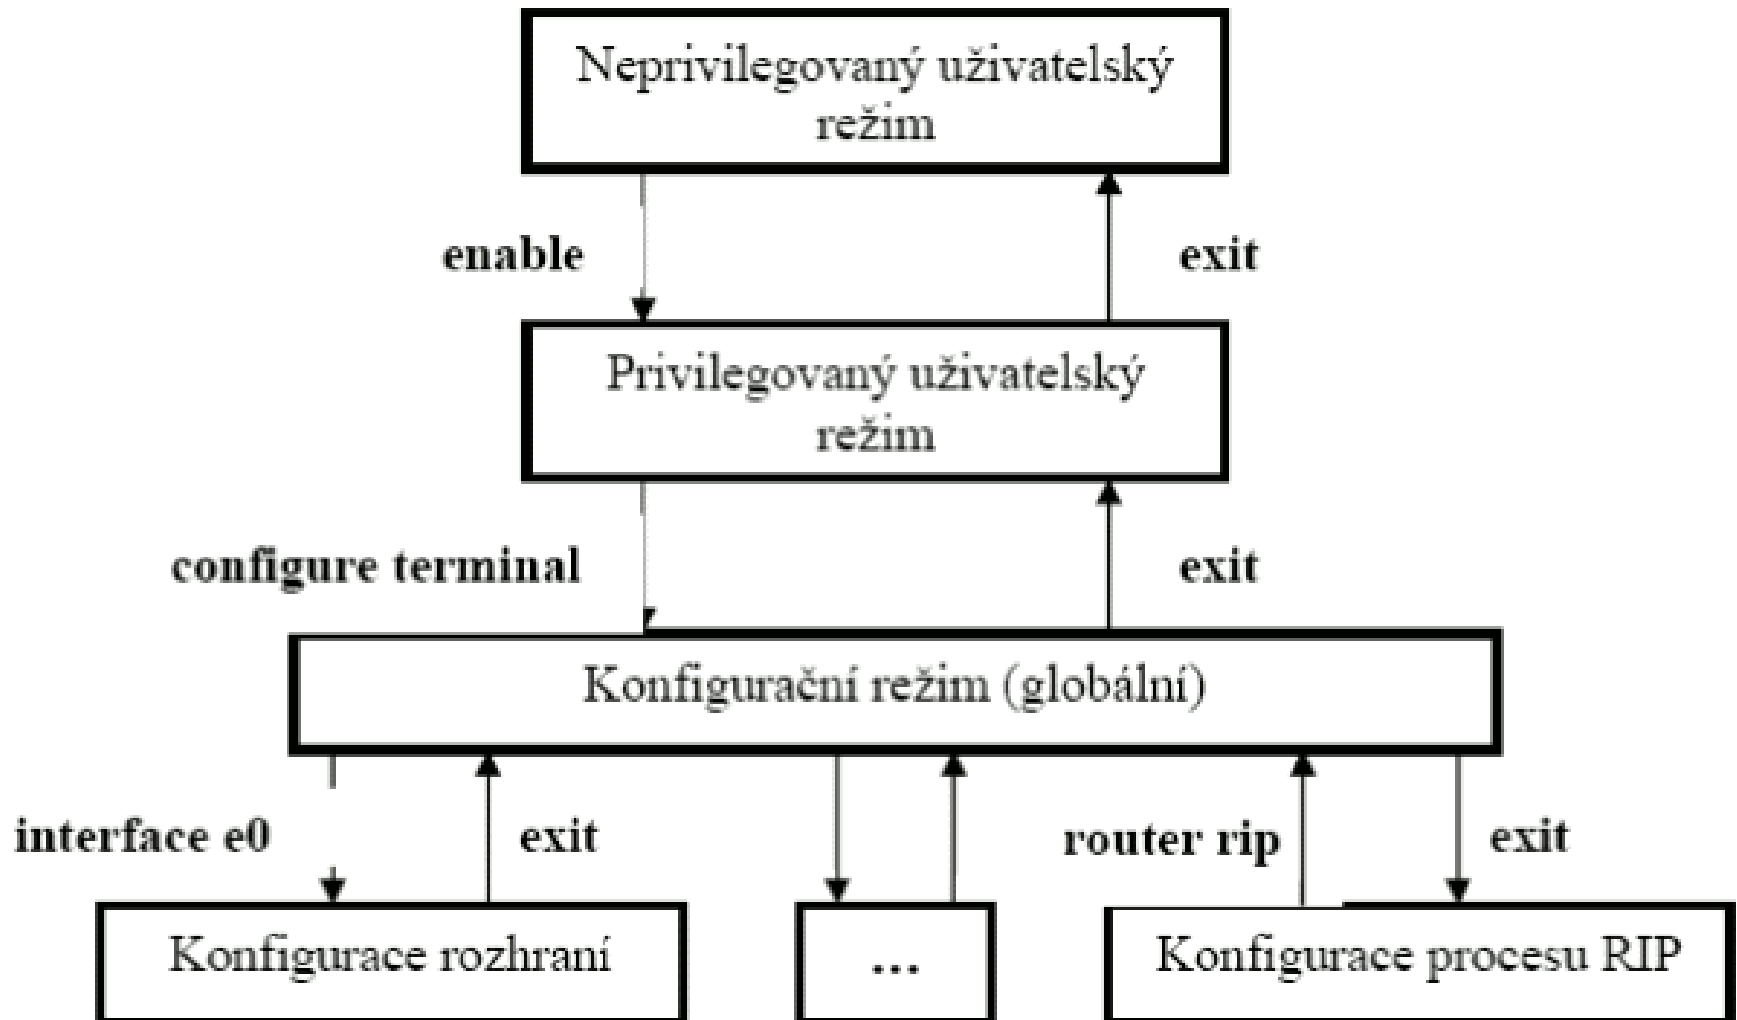 Neprivilegovaný uživatelský
režim
enable
exit
Privilegovaný uživatelský
režim
configure terminal
exit
Konfigurační režim (globální)
interface e0
exit
router rip
exit
Konfigurace rozhraní
...
Konfigurace procesu RIP